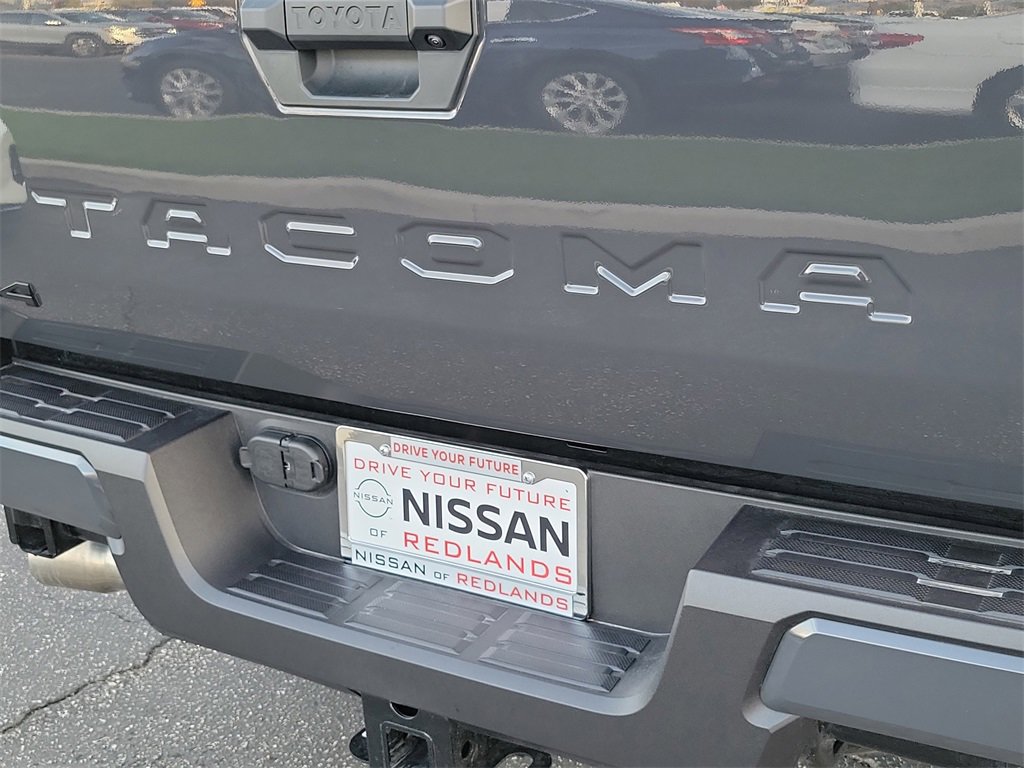 TOYOTA
TACOMA
A
DRIVE YOUR FUTURE
DRIVE YOUR FUTURE
NISSAN
NISSAN
OF
REDLANDS
NISSAN OF REDLANDS